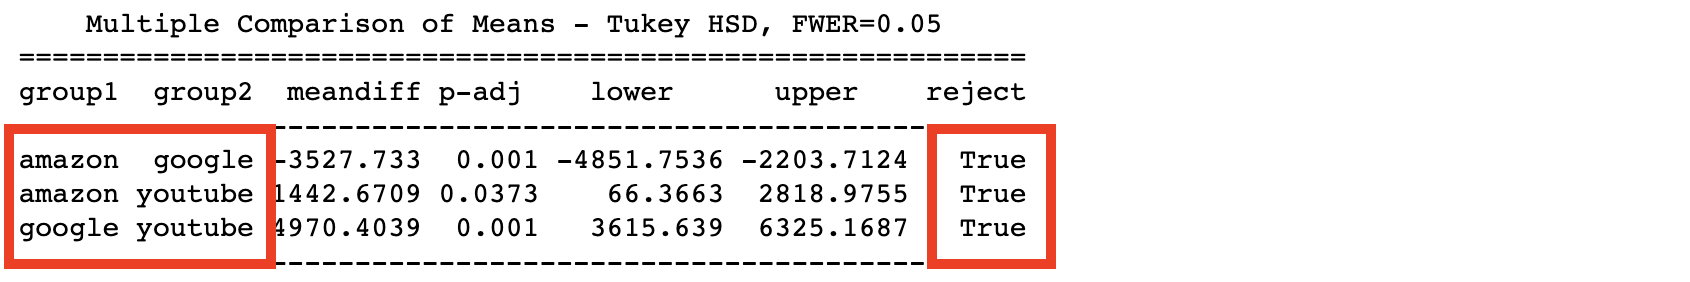 Multiple Comparison of Means - Tukey HSD, FWER=0.05
============================================================
group1  group2  meandiff p-adj    lower      upper    reject
------------------------------------------------------------
amazon  google -3527.733  0.001 -4851.7536 -2203.7124   True
amazon youtube 1442.6709 0.0373    66.3663  2818.9755   True
google youtube 4970.4039  0.001   3615.639  6325.1687   True
------------------------------------------------------------